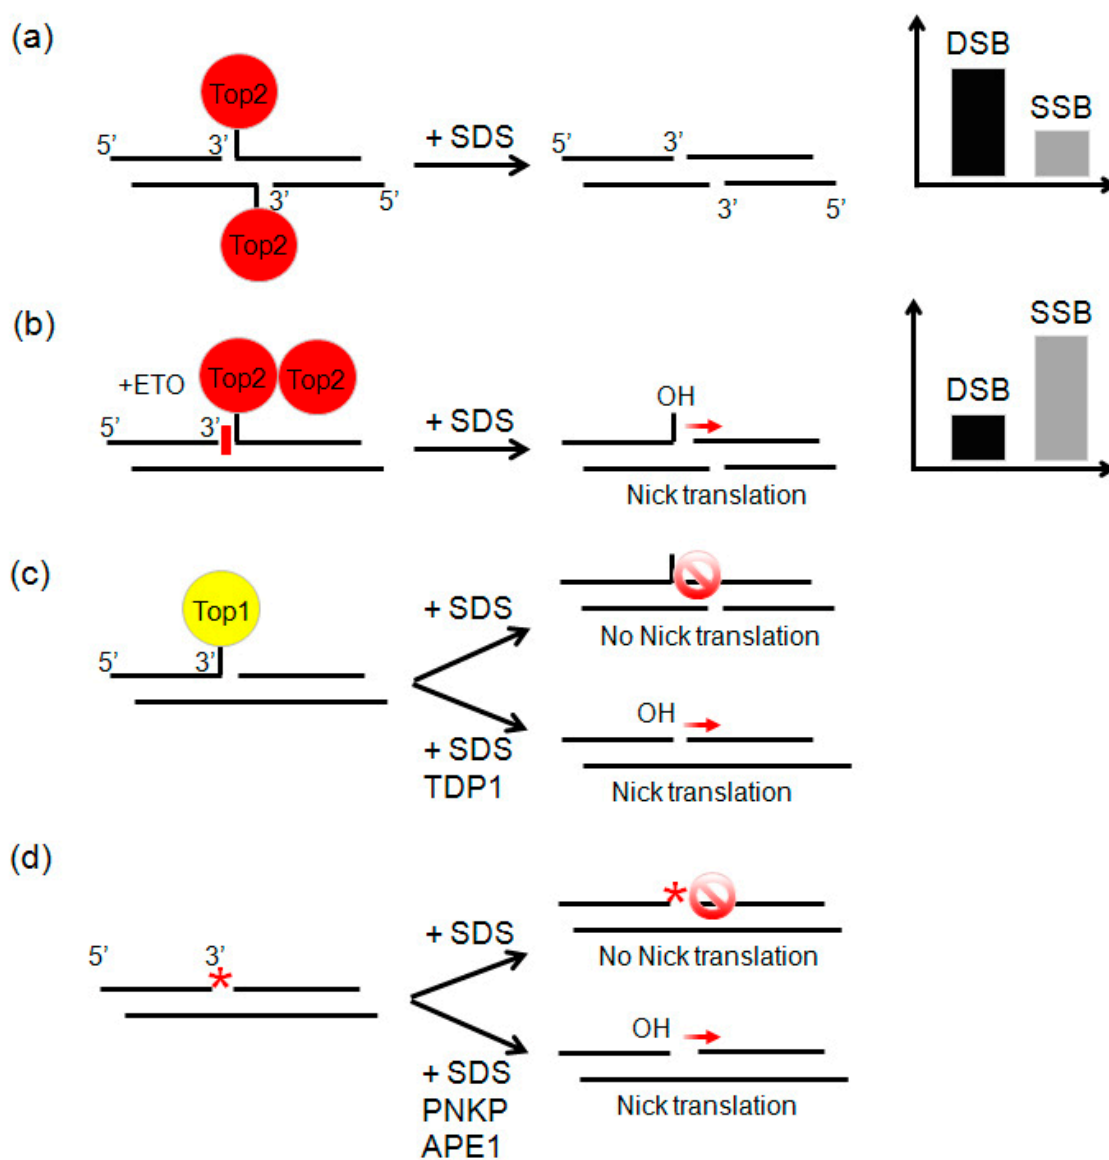 (a)
Top2
5’ 3’
3’ 5’
Top2
+ SDS
5’ 3’
3’ 5’
DSB
SSB
(b)
+ETO
Top2 Top2
5’ 3’
+ SDS
OH
Nick translation
DSB
SSB
(c)
Top1
5’ 3’
+ SDS
No Nick translation
+ SDS
TDP1
OH
Nick translation
(d)
5’ 3’
*
+ SDS
*
No Nick translation
+ SDS
PNKP
APE1
OH
Nick translation